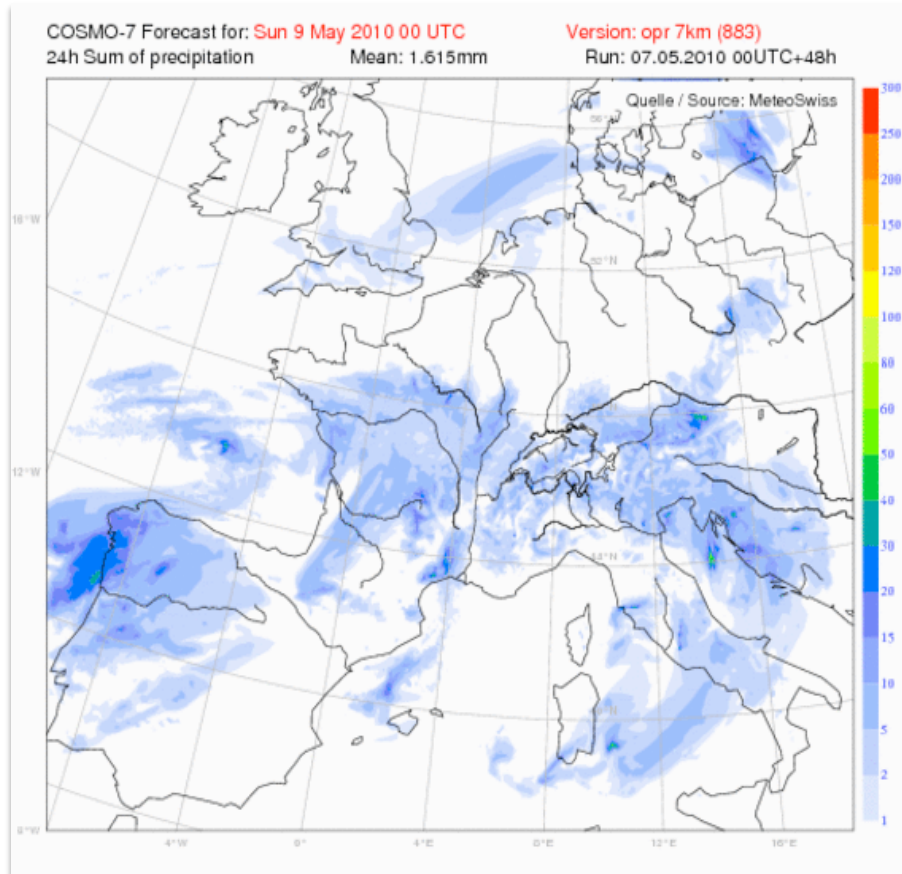 COSMO-7 Forecast for: Sun 9 May 2010 00 UTC Version: opr 7km (883)
24h Sum of precipitation Mean: 1.615mm Run: 07.05.2010 00UTC+48h
Quelle / Source: MeteoSwiss
300
250
200
150
120
100
80
60
50
40
30
20
15
10
5
2
1
16°W
12°W
8°W
52°N
44°N
N
4°W
0°E
4°E
8°E
12°E
16°E